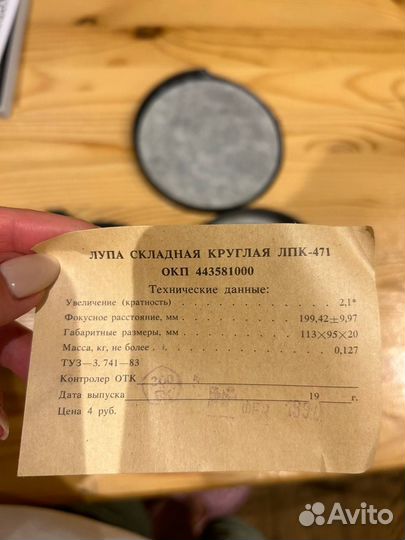 ЛУПА СКЛАДНАЯ КРУГЛАЯ ЛПК-471
ОКП 443581000
Технические данные:
Увеличение (кратность) . . . . . . . 2,1*
Фокусное расстояние, мм . . . . . 199,42±9,97
Габаритные размеры, мм . . . . . 113×95×20
Масса, кг, не более . . . . . . . 0,127
ТУЗ—3. 741—83
Контролер ОТК
Дата выпуска 19 г.
Цена 4 руб.
Avito